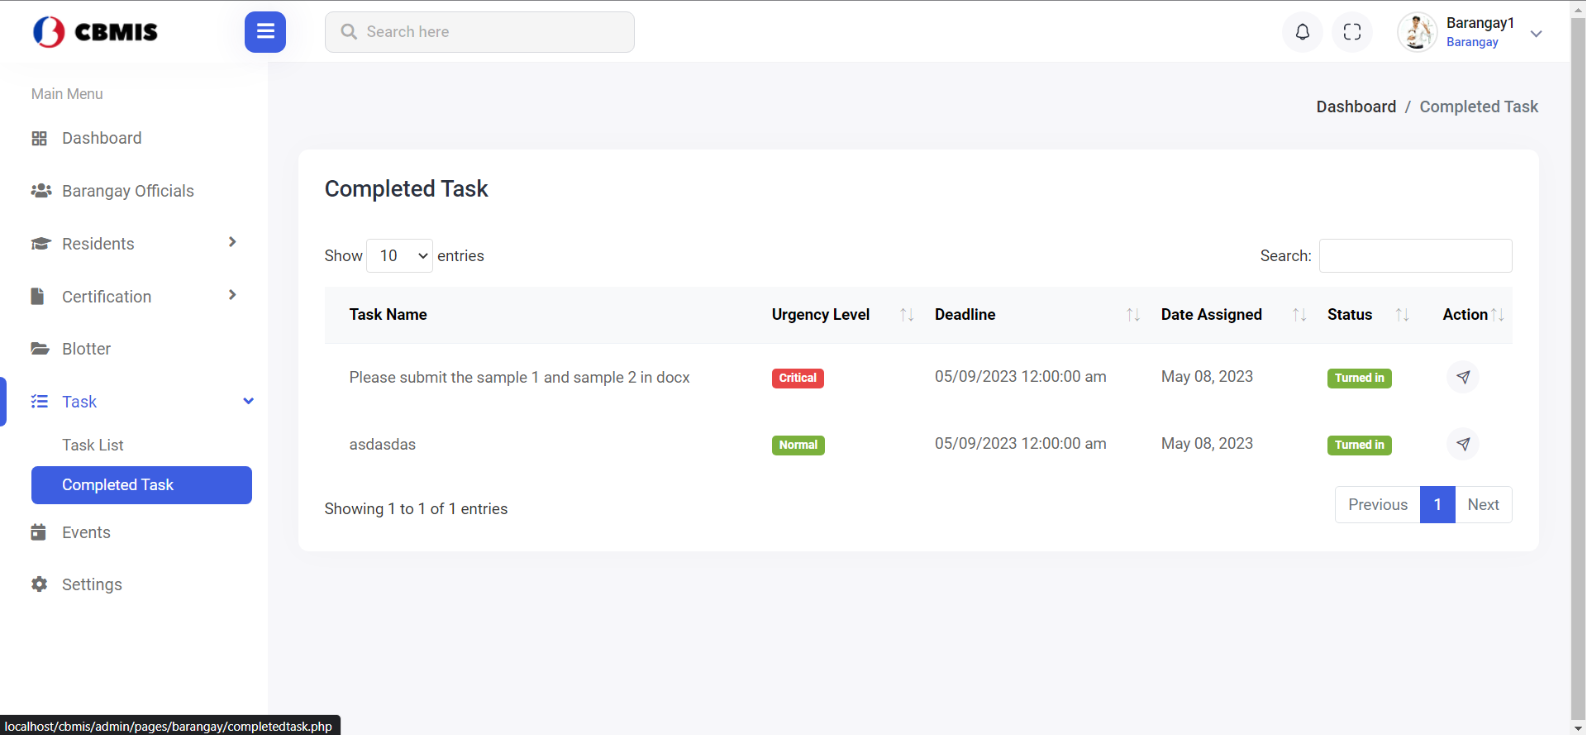 CBMIS
Search here
Barangay1
Barangay
Main Menu
Dashboard
Barangay Officials
Residents
Certification
Blotter
Task
Task List
Completed Task
Events
Settings
Dashboard / Completed Task
Completed Task
Show 10 entries
Search:
Task Name Urgency Level Deadline Date Assigned Status Action
Please submit the sample 1 and sample 2 in docx Critical 05/09/2023 12:00:00 am May 08, 2023 Turned in
asdasdas Normal 05/09/2023 12:00:00 am May 08, 2023 Turned in
Showing 1 to 1 of 1 entries
Previous 1 Next
localhost/cbmis/admin/pages/barangay/completedtask.php